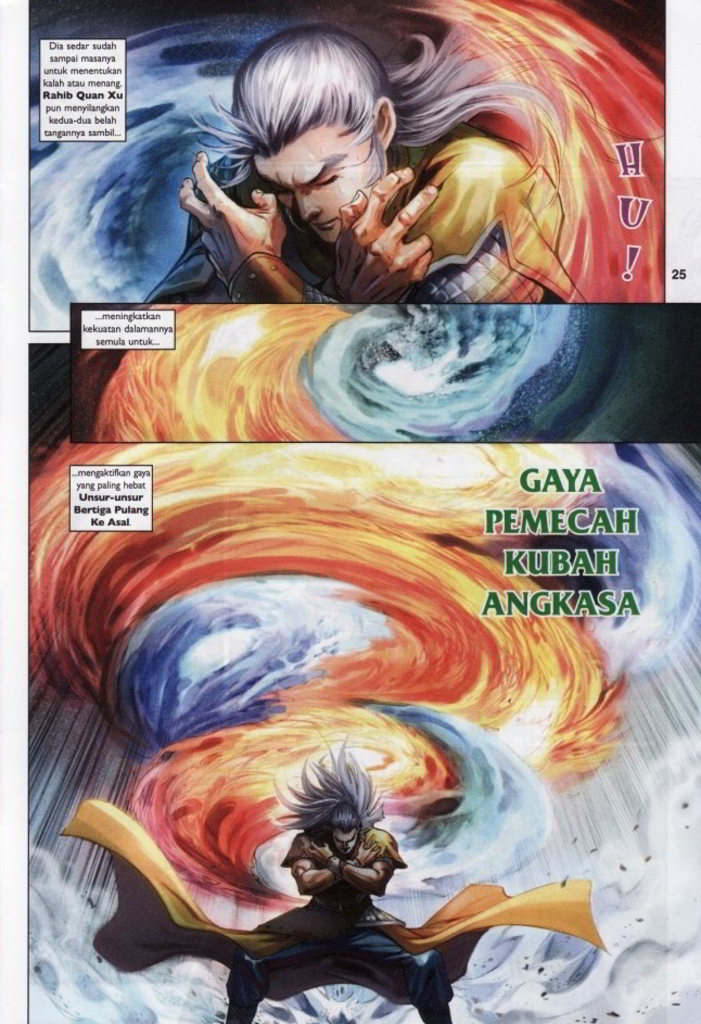 Dia sedar sudah
sampai masanya
untuk menentukan
kalah atau menang.
Rahib Quan Xu
pun menyilangkan
kedua-dua belah
tangannya sambil...
HU!
25
...meningkatkan
kekuatan dalamannya
semula untuk...
...mengaktifkan gaya
yang paling hebat
Unsur-unsur
Bertiga Pulang
Ke Asal.
GAYA
PEMECAH
KUBAH
ANGKASA